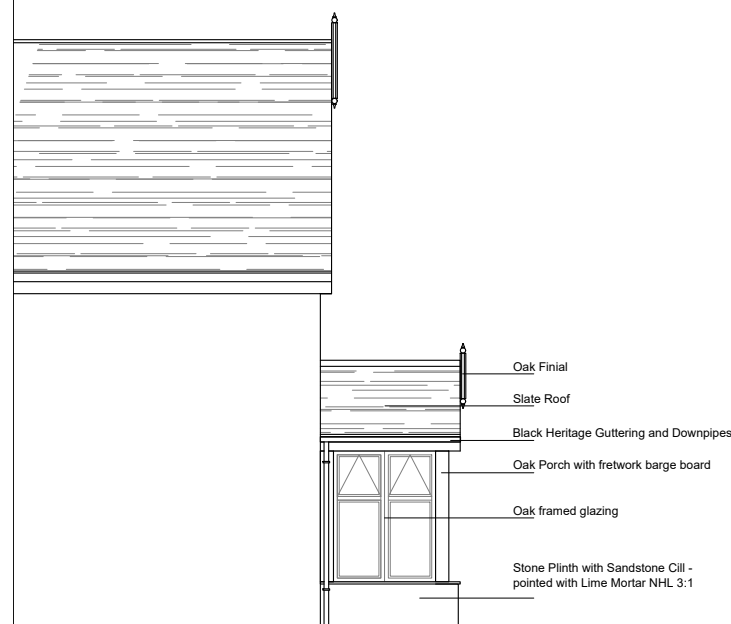 Oak Finial
Slate Roof
Black Heritage Guttering and Downpipes
Oak Porch with fretwork barge board
Oak framed glazing
Stone Plinth with Sandstone Cill -
pointed with Lime Mortar NHL 3:1